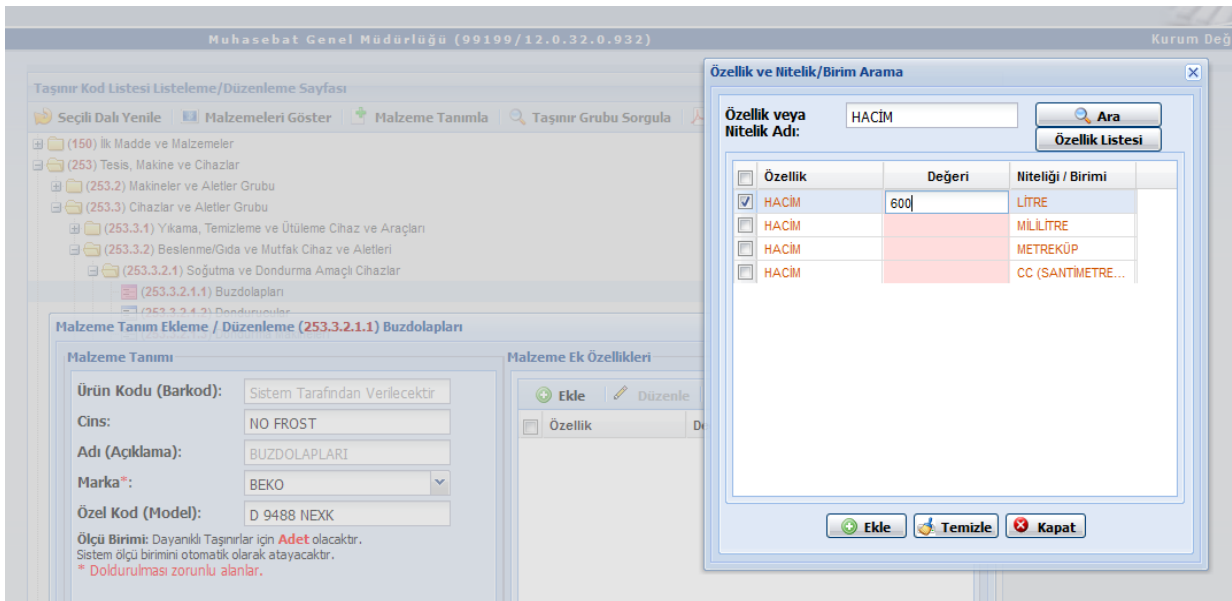 Muhasebat Genel Müdürlüğü (99199/12.0.32.0.932)
Kurum Değ
Taşınır Kod Listesi Listeleme/Düzenleme Sayfası
Seçili Dalı Yenile Malzemeleri Göster Malzeme Tanımla Taşınır Grubu Sorgula
(150) İlk Madde ve Malzemeler
(253) Tesis, Makine ve Cihazlar
(253.2) Makineler ve Aletler Grubu
(253.3) Cihazlar ve Aletler Grubu
(253.3.1) Yıkama, Temizleme ve Ütüleme Cihaz ve Araçları
(253.3.2) Beslenme/Gıda ve Mutfak Cihaz ve Aletleri
(253.3.2.1) Soğutma ve Dondurma Amaçlı Cihazlar
(253.3.2.1.1) Buzdolapları
(253.3.2.1.2) Dondurucular
Malzeme Tanım Ekleme / Düzenleme (253.3.2.1.1) Buzdolapları
Malzeme Tanımı
Ürün Kodu (Barkod): Sistem Tarafından Verilecektir
Cins: NO FROST
Adı (Açıklama): BUZDOLAPLARI
Marka*: BEKO
Özel Kod (Model): D 9488 NEXK
Ölçü Birimi: Dayanıklı Taşınırlar için Adet olacaktır.
Sistem ölçü birimini otomatik olarak atayacaktır.
* Doldurulması zorunlu alanlar.
Malzeme Ek Özellikleri
Ekle Düzenle
Özellik De
Özellik ve Nitelik/Birim Arama
Özellik veya
Nitelik Adı:
HACİM
Ara
Özellik Listesi
Özellik Değeri Niteliği / Birimi
HACİM 600 LİTRE
HACİM MİLİLİTRE
HACİM METREKÜP
HACİM CC (SANTİMETRE...
Ekle Temizle Kapat